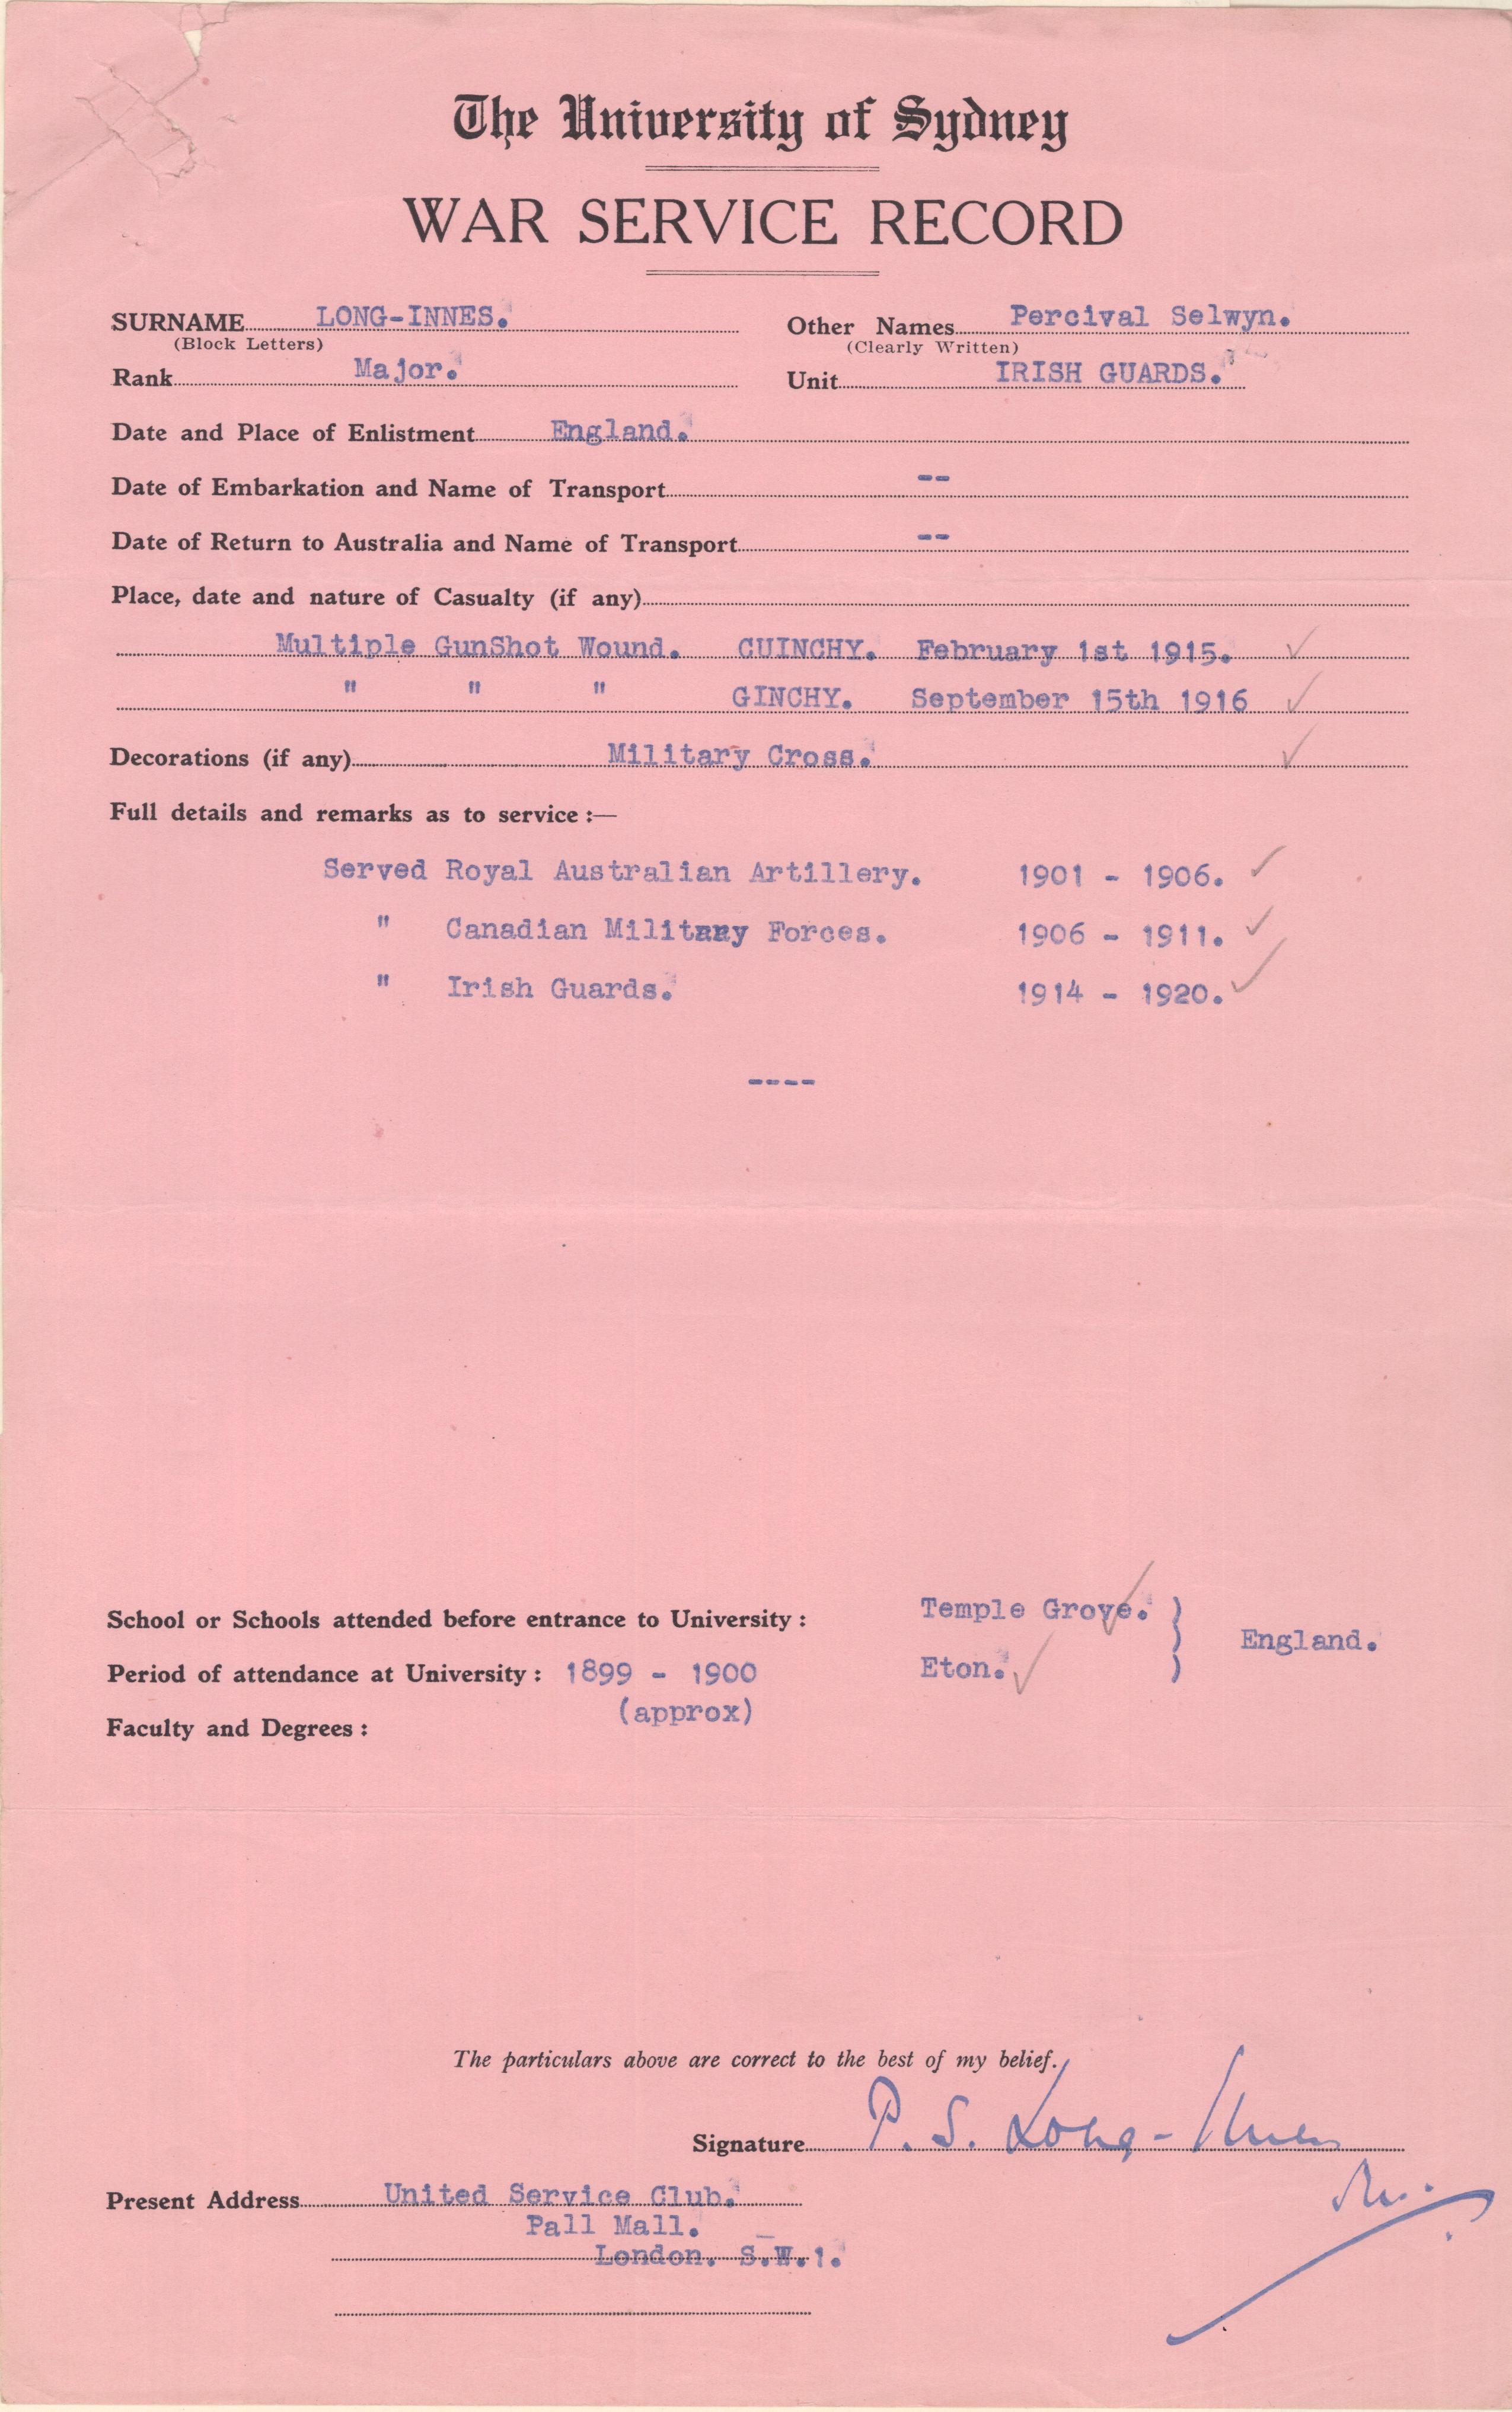 The University of Sydney
WAR SERVICE RECORD
SURNAME LONG-INNES. Other Names Percival Selwyn.
(Block Letters) (Clearly Written)
Rank Major. Unit IRISH GUARDS.
Date and Place of Enlistment England.
Date of Embarkation and Name of Transport --
Date of Return to Australia and Name of Transport --
Place, date and nature of Casualty (if any)
Multiple GunShot Wound. CUINCHY. February 1st 1915. ✓
" " " GINCHY. September 15th 1916 ✓
Decorations (if any) Military Cross. ✓
Full details and remarks as to service :—
Served Royal Australian Artillery. 1901 - 1906. ✓
" Canadian Military Forces. 1906 - 1911. ✓
" Irish Guards. 1914 - 1920. ✓
----
School or Schools attended before entrance to University : Temple Grove. ✓ } England.
Period of attendance at University : 1899 - 1900 Eton. ✓
(approx)
Faculty and Degrees :
The particulars above are correct to the best of my belief.
Signature P. S. Long-Innes
Present Address United Service Club.
Pall Mall.
London. S.W.1.